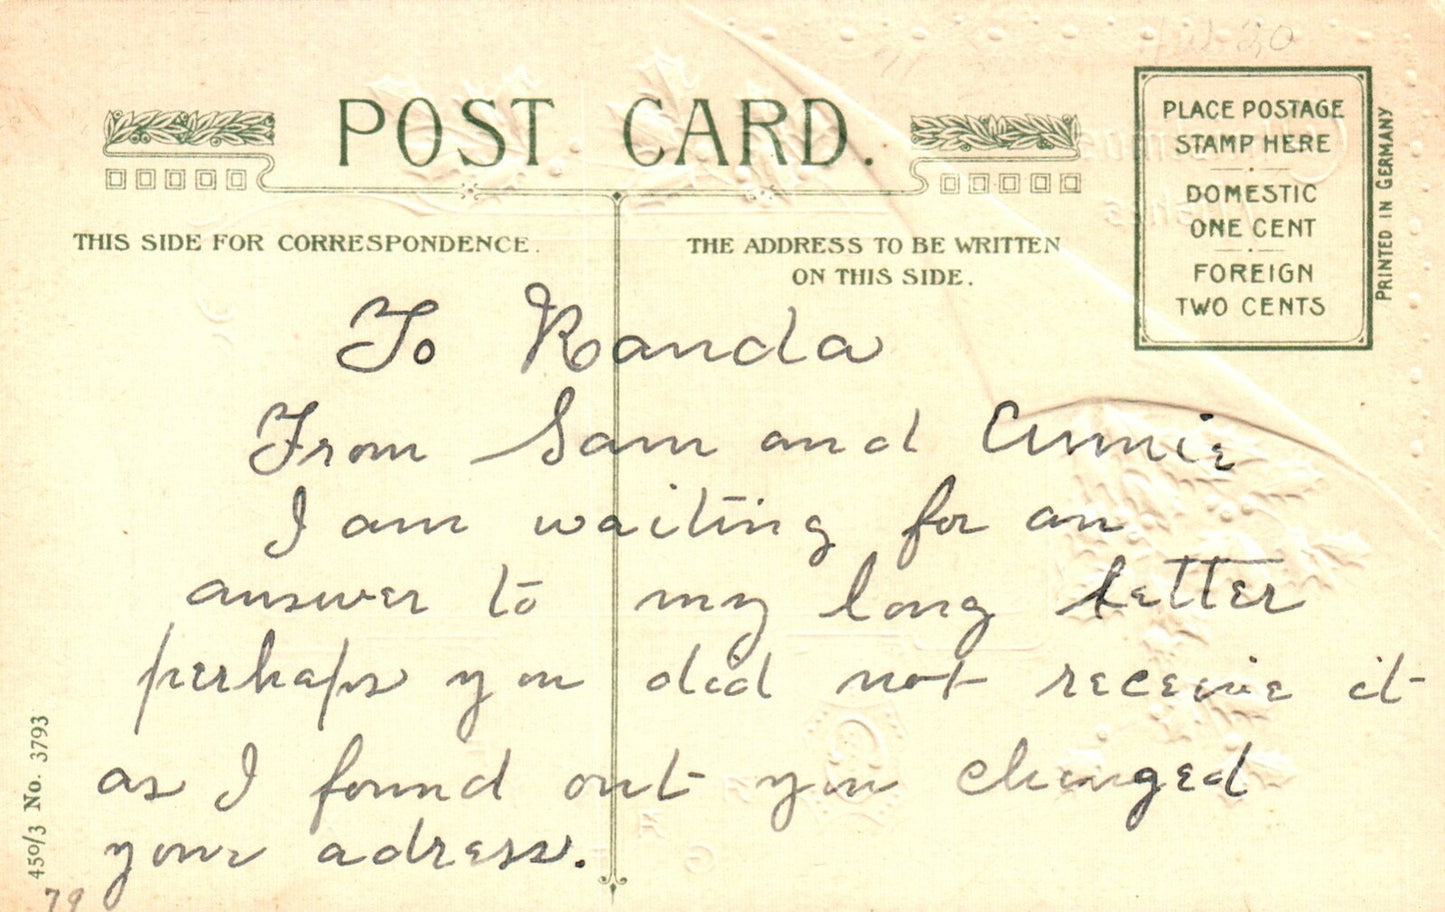 POST CARD.
THIS SIDE FOR CORRESPONDENCE.
THE ADDRESS TO BE WRITTEN
ON THIS SIDE.
PLACE POSTAGE
STAMP HERE
DOMESTIC
ONE CENT
FOREIGN
TWO CENTS
PRINTED IN GERMANY
To Randa
From Sam and Annie
I am waiting for an
answer to my long letter
perhaps you did not receive it
as I found out you changed
your adress.
450/3 No. 3793
79